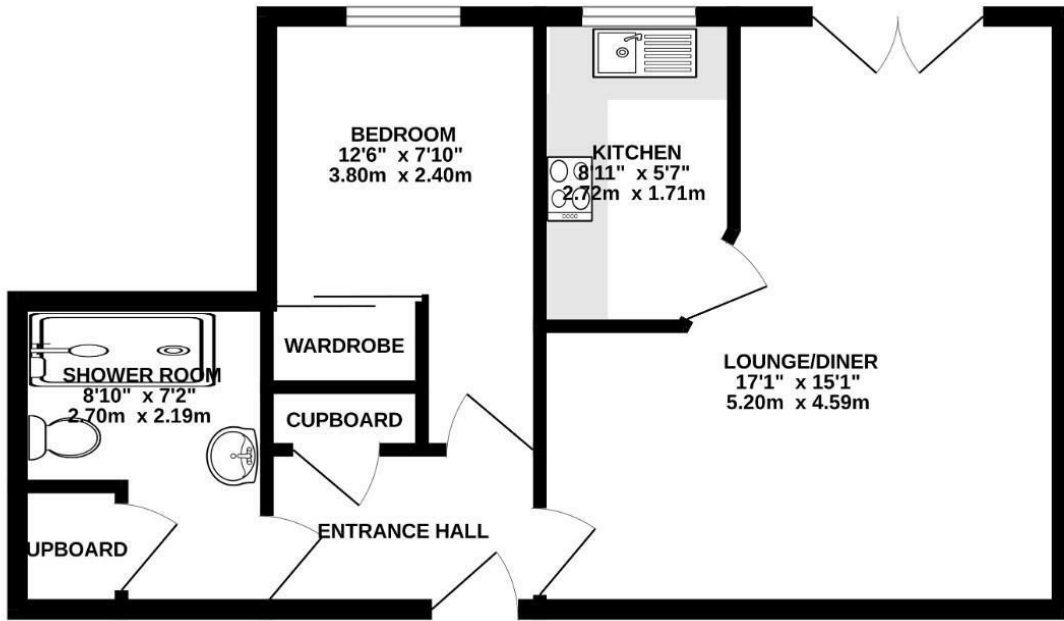 BEDROOM
12'6" x 7'10"
3.80m x 2.40m
KITCHEN
8'11" x 5'7"
2.72m x 1.71m
WARDROBE
LOUNGE/DINER
17'1" x 15'1"
5.20m x 4.59m
SHOWER ROOM
8'10" x 7'2"
2.70m x 2.19m
CUPBOARD
ENTRANCE HALL
UPBOARD